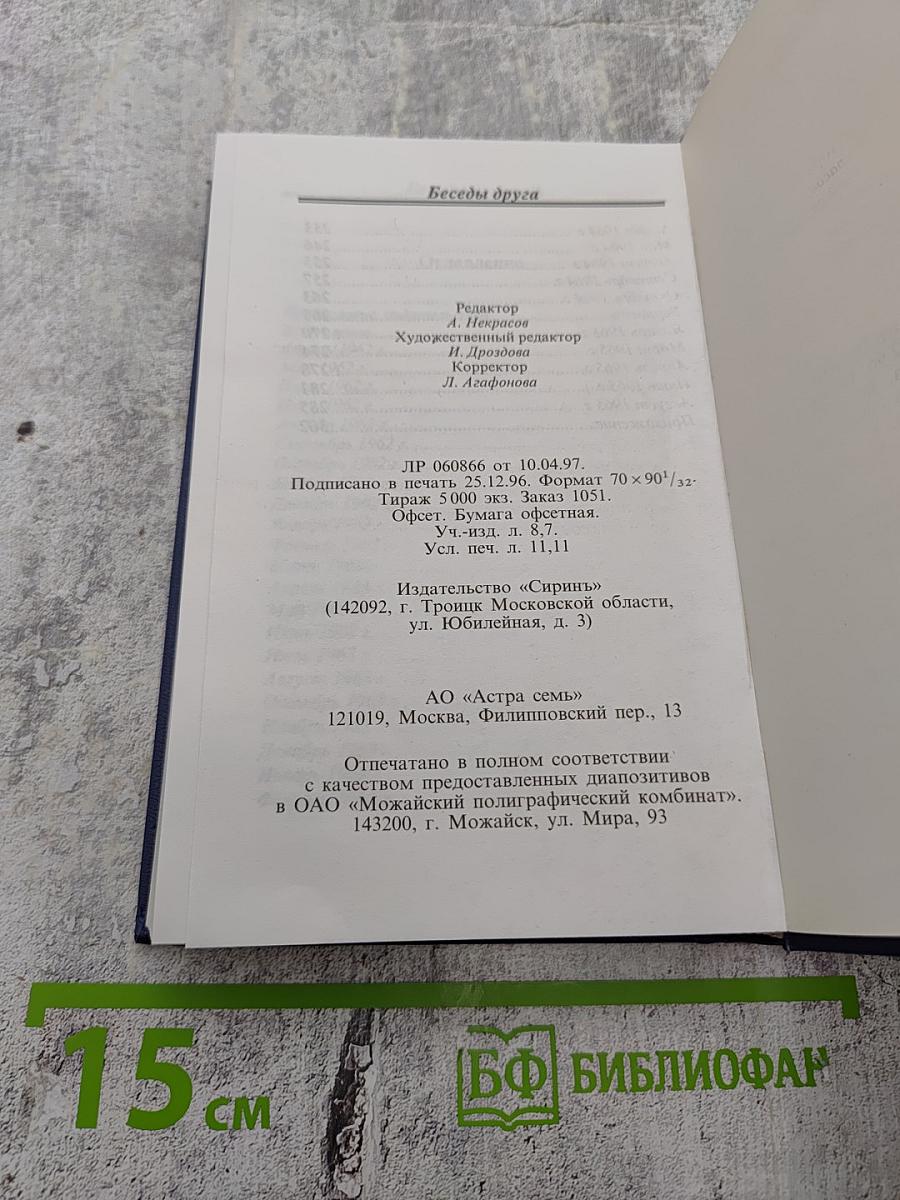 Беседы друга
Редактор
А. Некрасов
Художественный редактор
И. Дроздова
Корректор
Л. Агафонова
ЛР 060866 от 10.04.97.
Подписано в печать 25.12.96. Формат 70 × 90¹/₃₂.
Тираж 5 000 экз. Заказ 1051.
Офсет. Бумага офсетная.
Уч.-изд. л. 8,7.
Усл. печ. л. 11,11
Издательство «Сиринъ»
(142092, г. Троицк Московской области,
ул. Юбилейная, д. 3)
АО «Астра семь»
121019, Москва, Филипповский пер., 13
Отпечатано в полном соответствии
с качеством предоставленных диапозитивов
в ОАО «Можайский полиграфический комбинат».
143200, г. Можайск, ул. Мира, 93
15 см
БФ БИБЛИОФАН